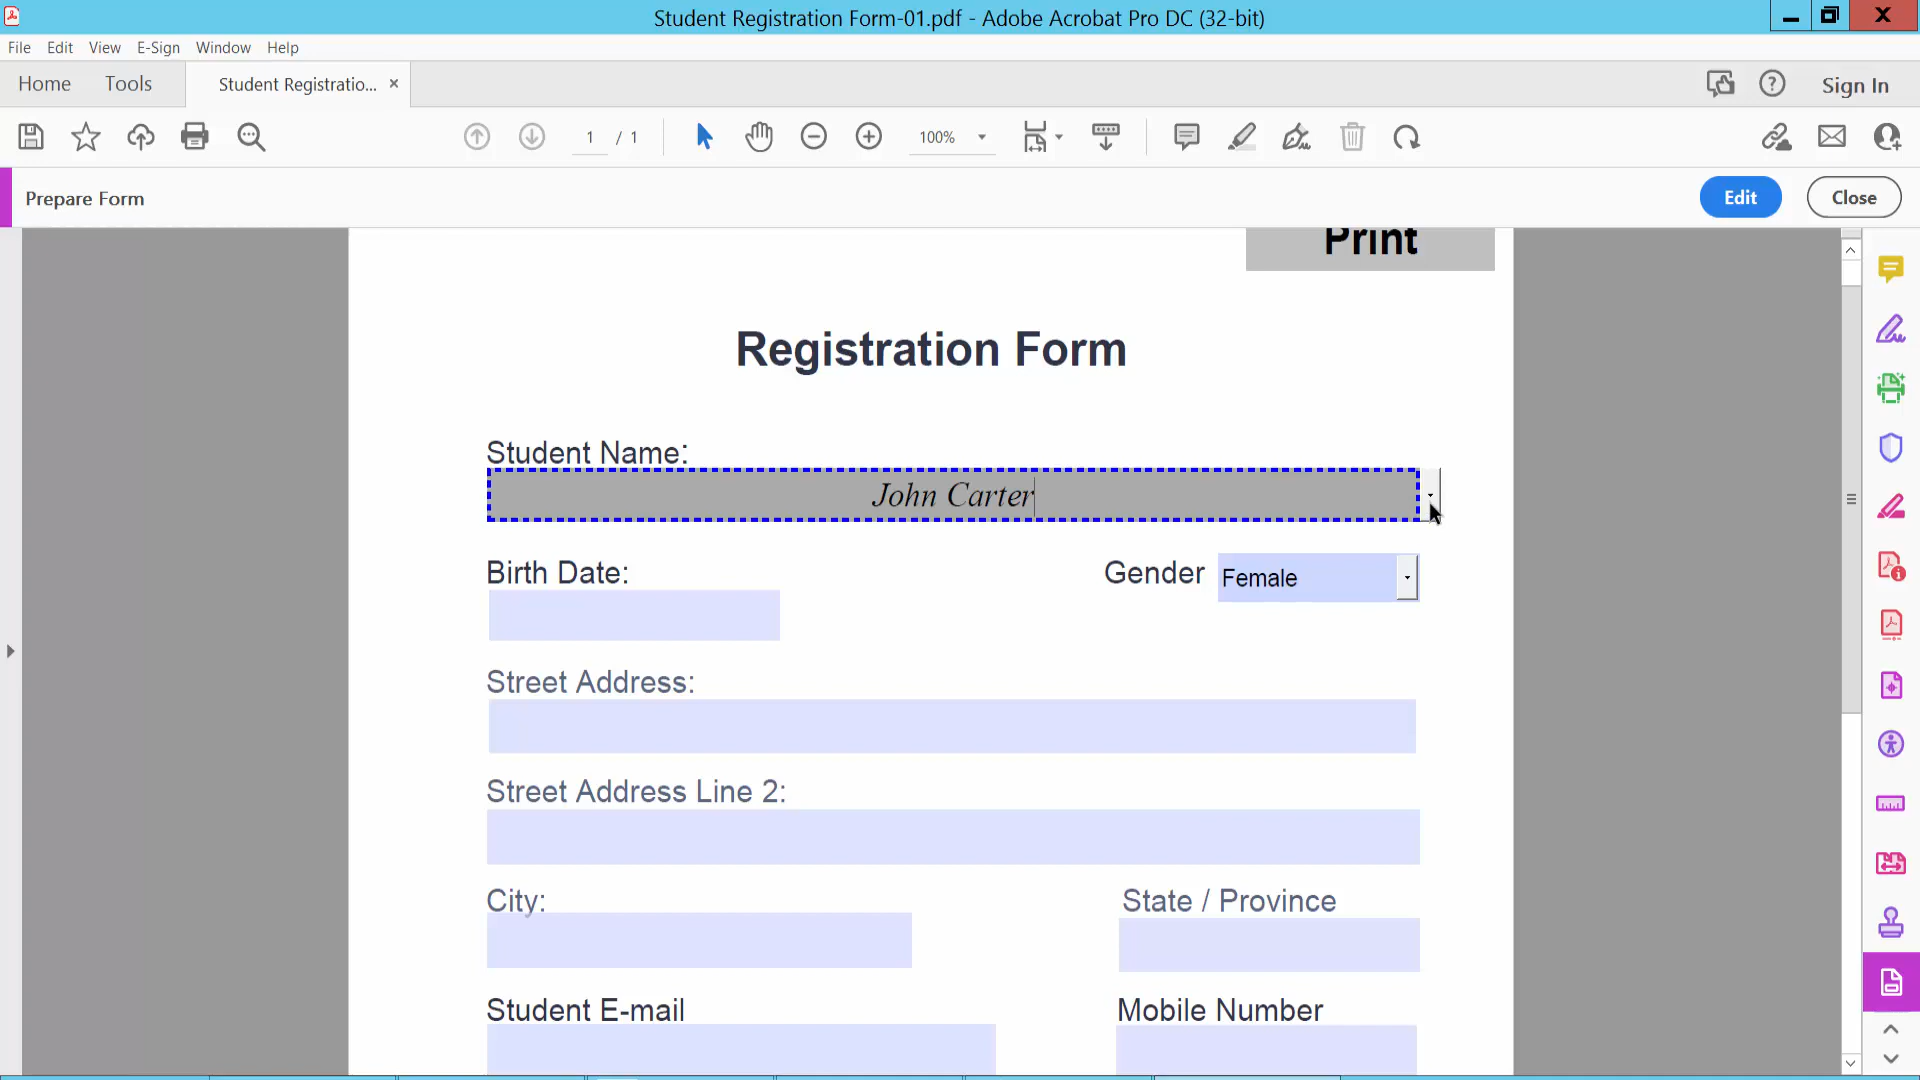 Student Registration Form-01.pdf - Adobe Acrobat Pro DC (32-bit)
File Edit View E-Sign Window Help
Home Tools Student Registratio... × Sign In
1 / 1 100%
Prepare Form Edit Close
Print
Registration Form
Student Name:
John Carter
Birth Date: Gender Female
Street Address:
Street Address Line 2:
City: State / Province
Student E-mail Mobile Number